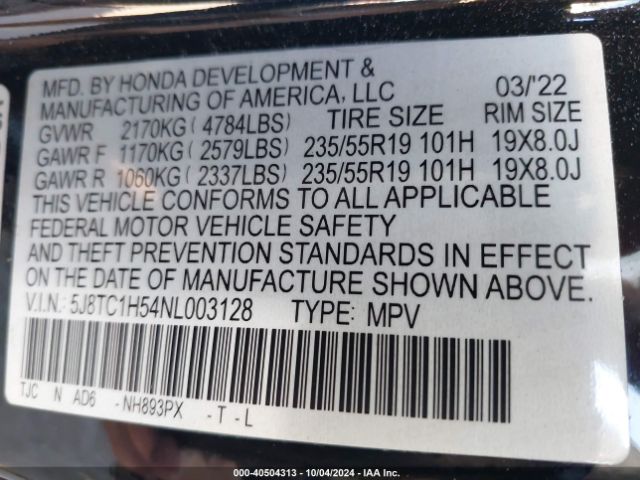 MFD. BY HONDA DEVELOPMENT &
MANUFACTURING OF AMERICA, LLC 03/'22
GVWR 2170KG ( 4784LBS) TIRE SIZE RIM SIZE
GAWR F 1170KG ( 2579LBS) 235/55R19 101H 19X8.0J
GAWR R 1060KG ( 2337LBS) 235/55R19 101H 19X8.0J
THIS VEHICLE CONFORMS TO ALL APPLICABLE
FEDERAL MOTOR VEHICLE SAFETY
AND THEFT PREVENTION STANDARDS IN EFFECT
ON THE DATE OF MANUFACTURE SHOWN ABOVE.
V.I.N.: 5J8TC1H54NL003128 TYPE: MPV
TJC N AD6 - NH893PX - T - L
000-40504313 - 10/04/2024 - IAA Inc.